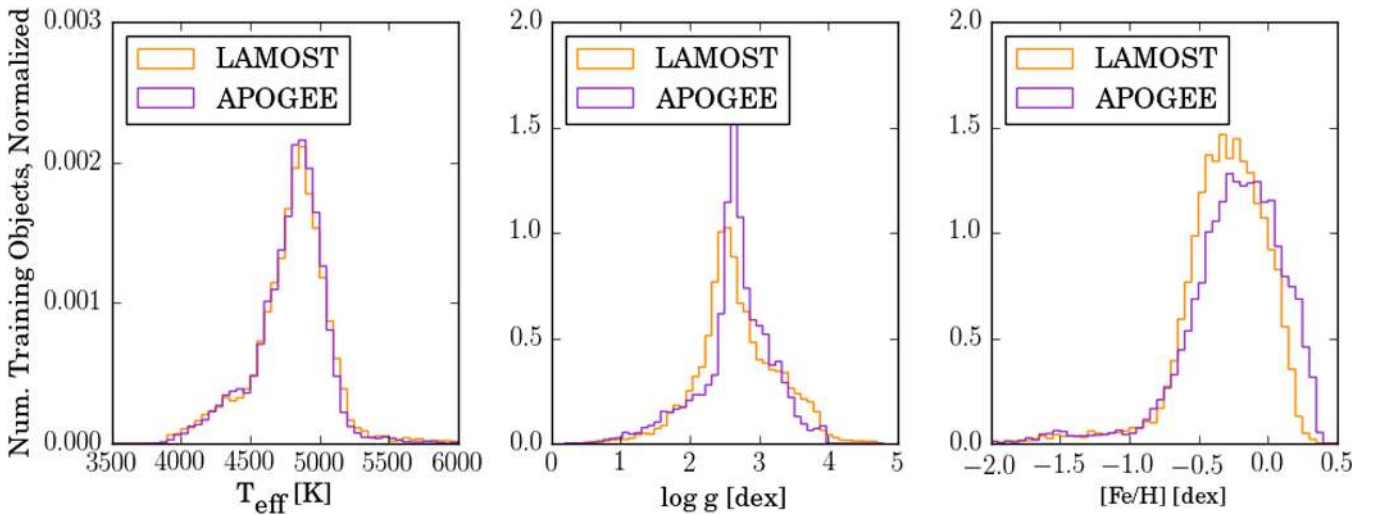 Num. Training Objects, Normalized
0.003
0.002
0.001
0.000
LAMOST
APOGEE
3500 4000 4500 5000 5500 6000
T_eff [K]
2.0
1.5
1.0
0.5
0.0
LAMOST
APOGEE
0 1 2 3 4 5
log g [dex]
2.0
1.5
1.0
0.5
0.0
LAMOST
APOGEE
−2.0 −1.5 −1.0 −0.5 0.0 0.5
[Fe/H] [dex]